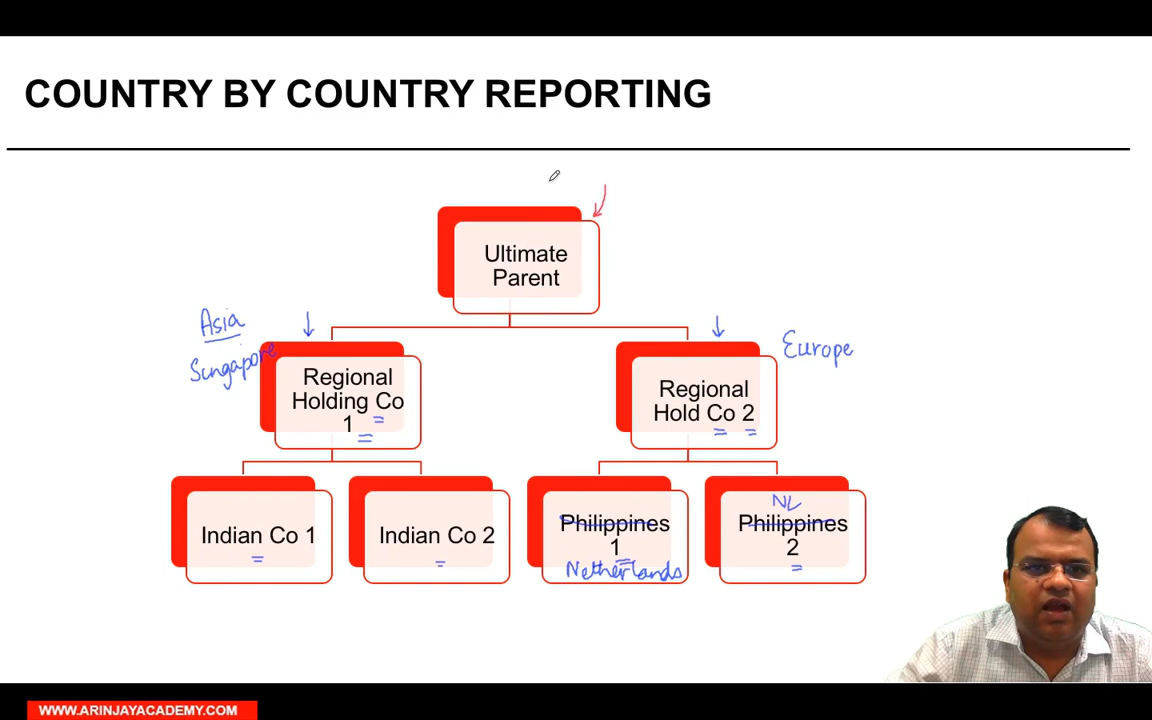 COUNTRY BY COUNTRY REPORTING
Ultimate
Parent
Asia
Singapore
Europe
Regional
Holding Co
1
Regional
Hold Co 2
Indian Co 1
Indian Co 2
Philippines
1
Netherlands
NL
Philippines
2
WWW.ARINJAYACADEMY.COM